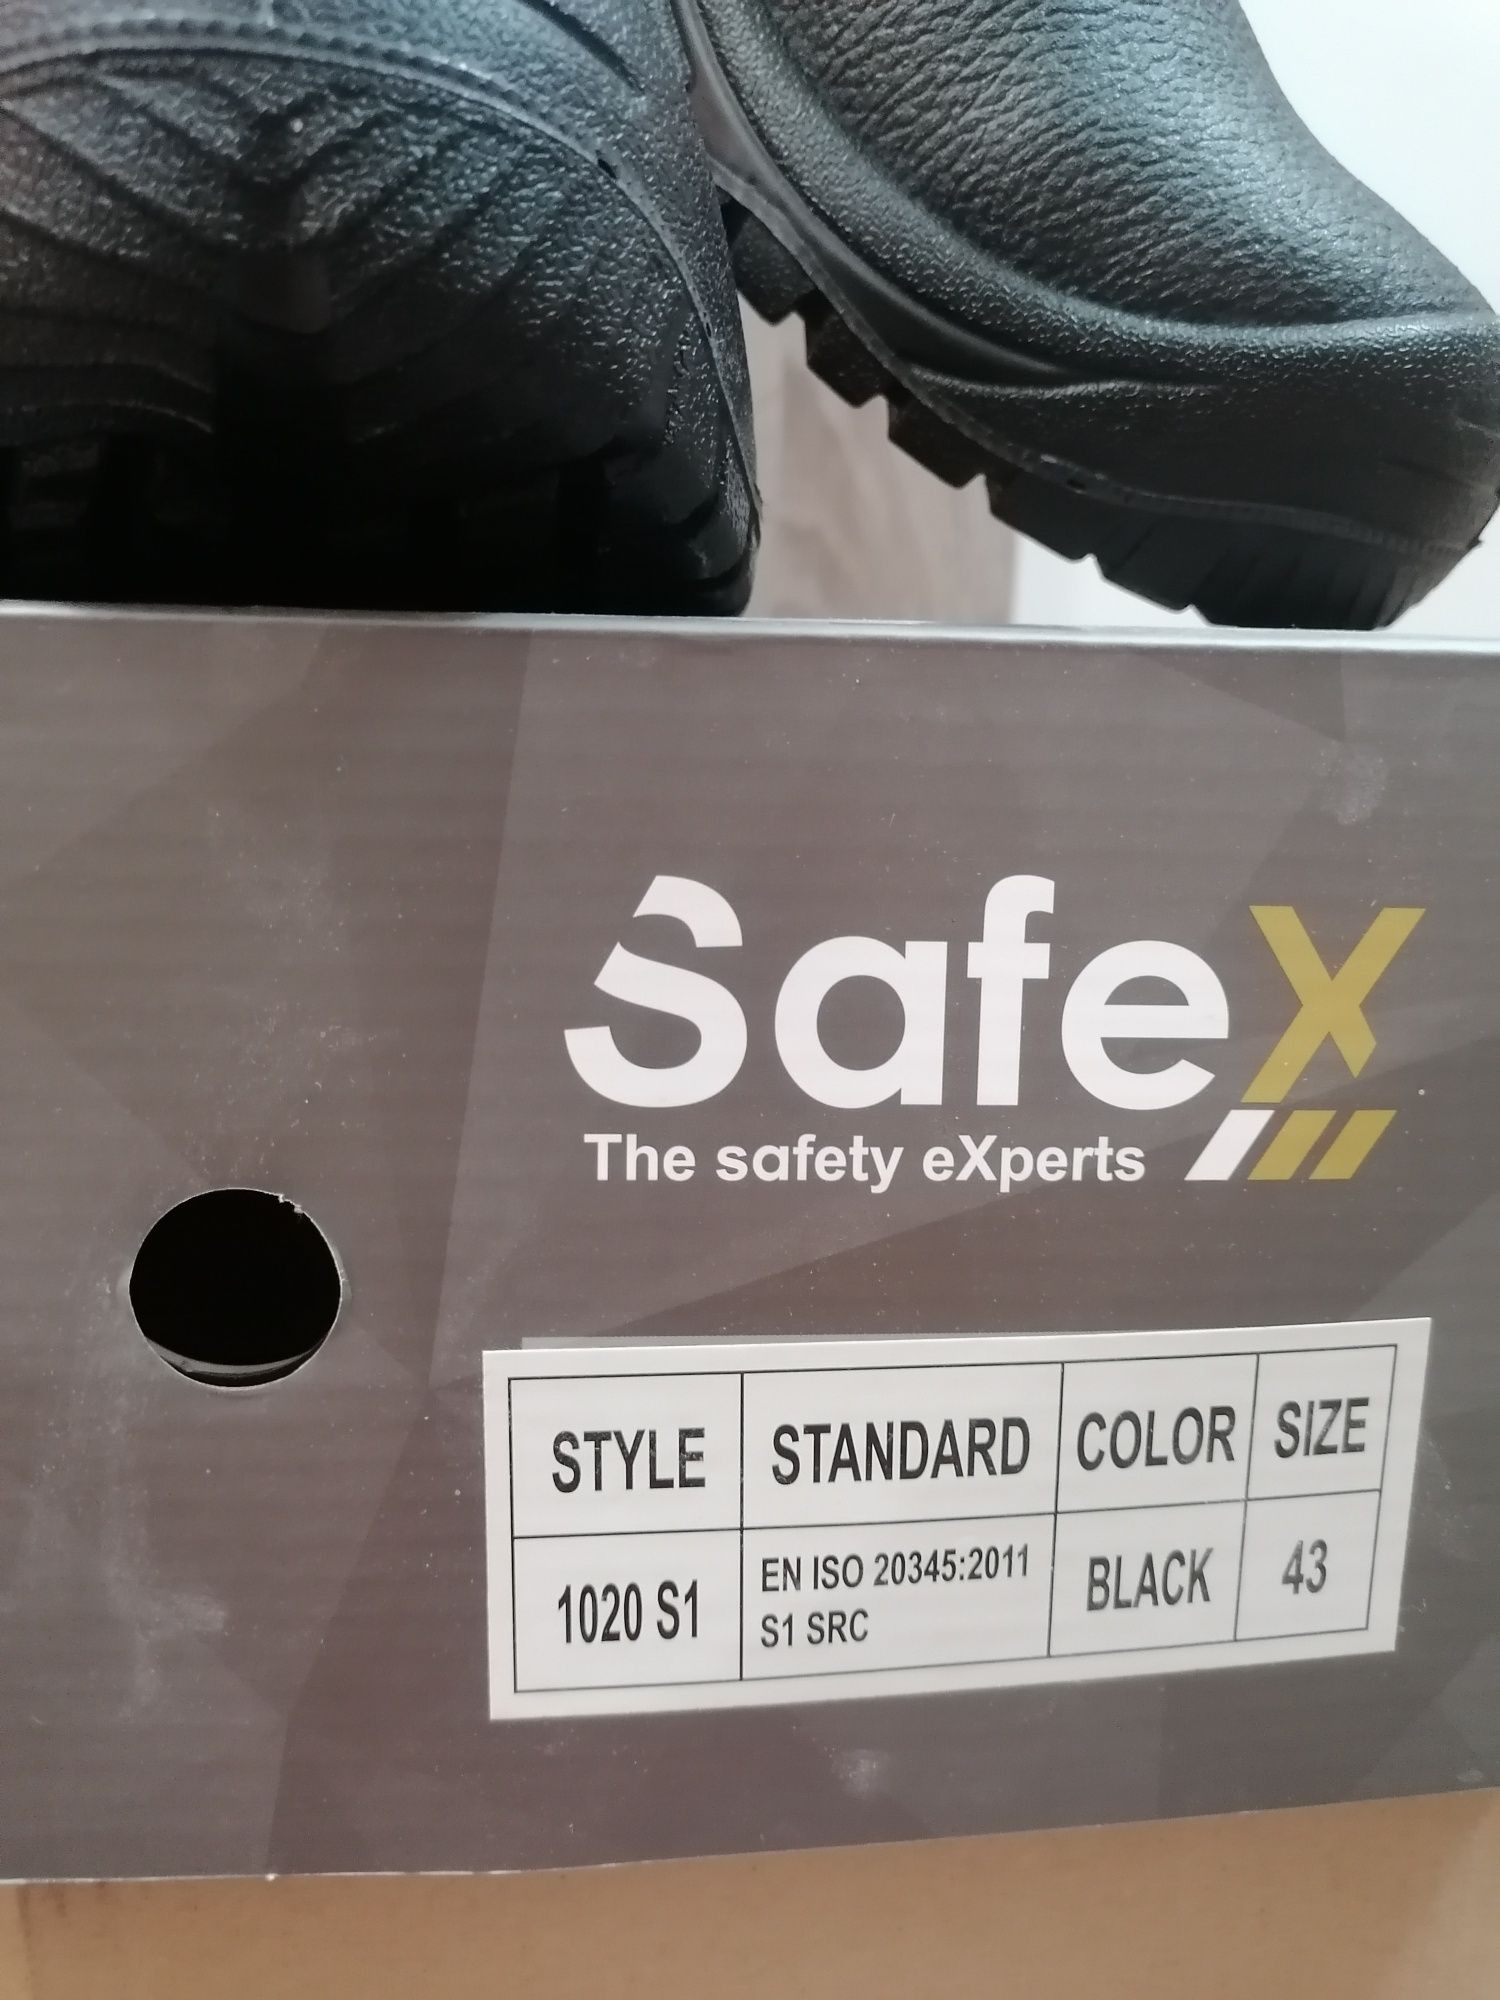 SafeX
The safety eXperts
STYLE STANDARD COLOR SIZE
1020 S1 EN ISO 20345:2011 S1 SRC BLACK 43